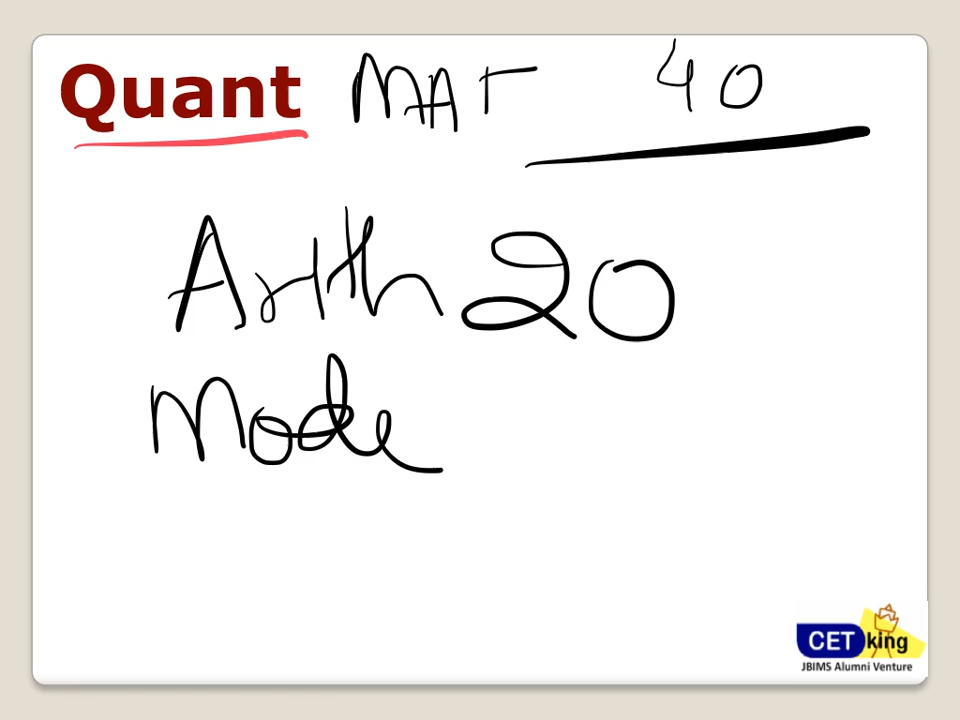 Quant MAT 40
Arith 20
Mode
CET king
JBIMS Alumni Venture